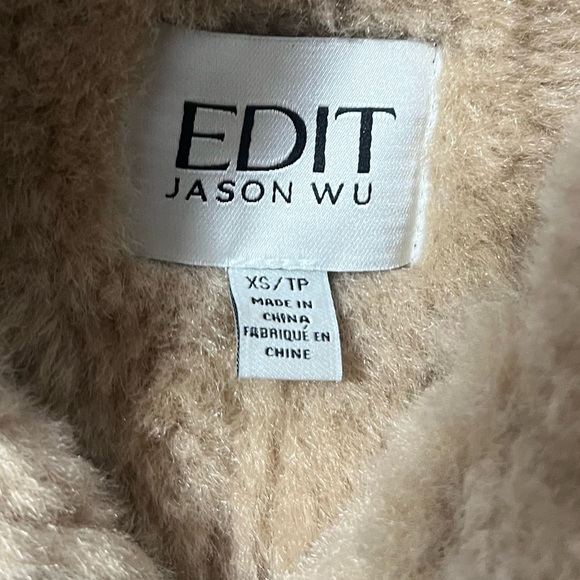 EDIT
JASON WU
XS/TP
MADE IN
CHINA
FABRIQUÉ EN
CHINE